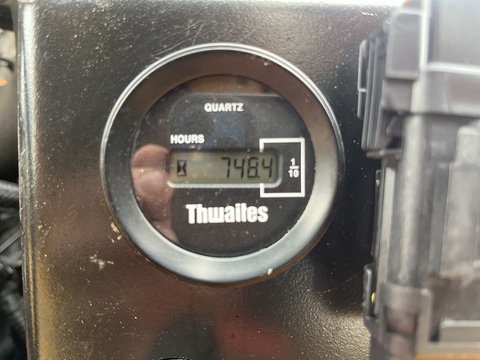 QUARTZ
HOURS
748.4
1/10
Thwaites